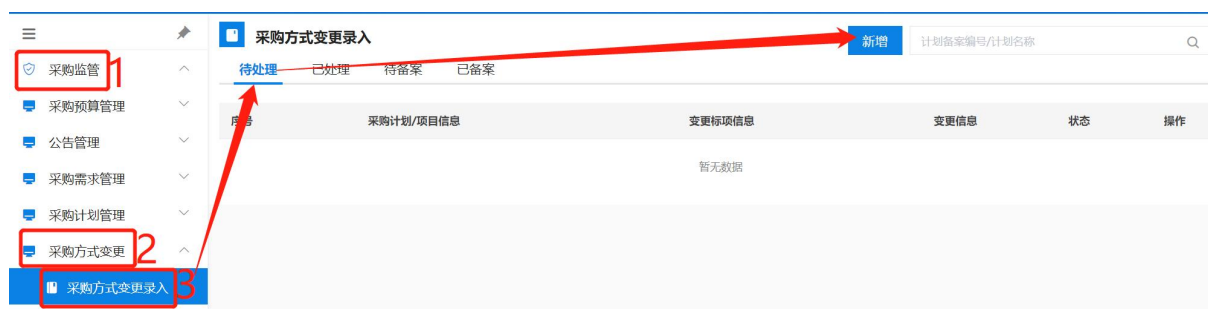 采购方式变更录入
新增
计划备案编号/计划名称
采购监管 1
待处理 已处理 待备案 已备案
采购预算管理
序号 采购计划/项目信息 变更标项信息 变更信息 状态 操作
公告管理
暂无数据
采购需求管理
采购计划管理
采购方式变更 2
采购方式变更录入 3